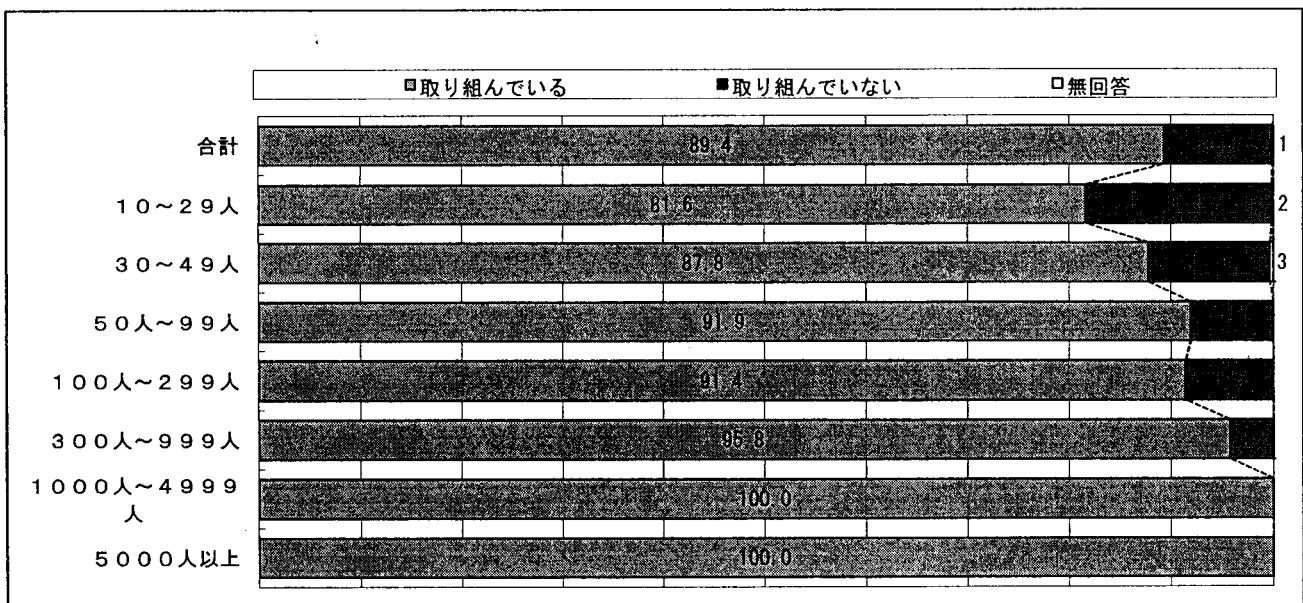 ■取り組んでいる ■取り組んでいない □無回答
合計 89.4 1
10~29人 81.6 2
30~49人 87.8 3
50人~99人 91.9
100人~299人 91.4
300人~999人 95.8
1000人~4999
人 100.0
5000人以上 100.0